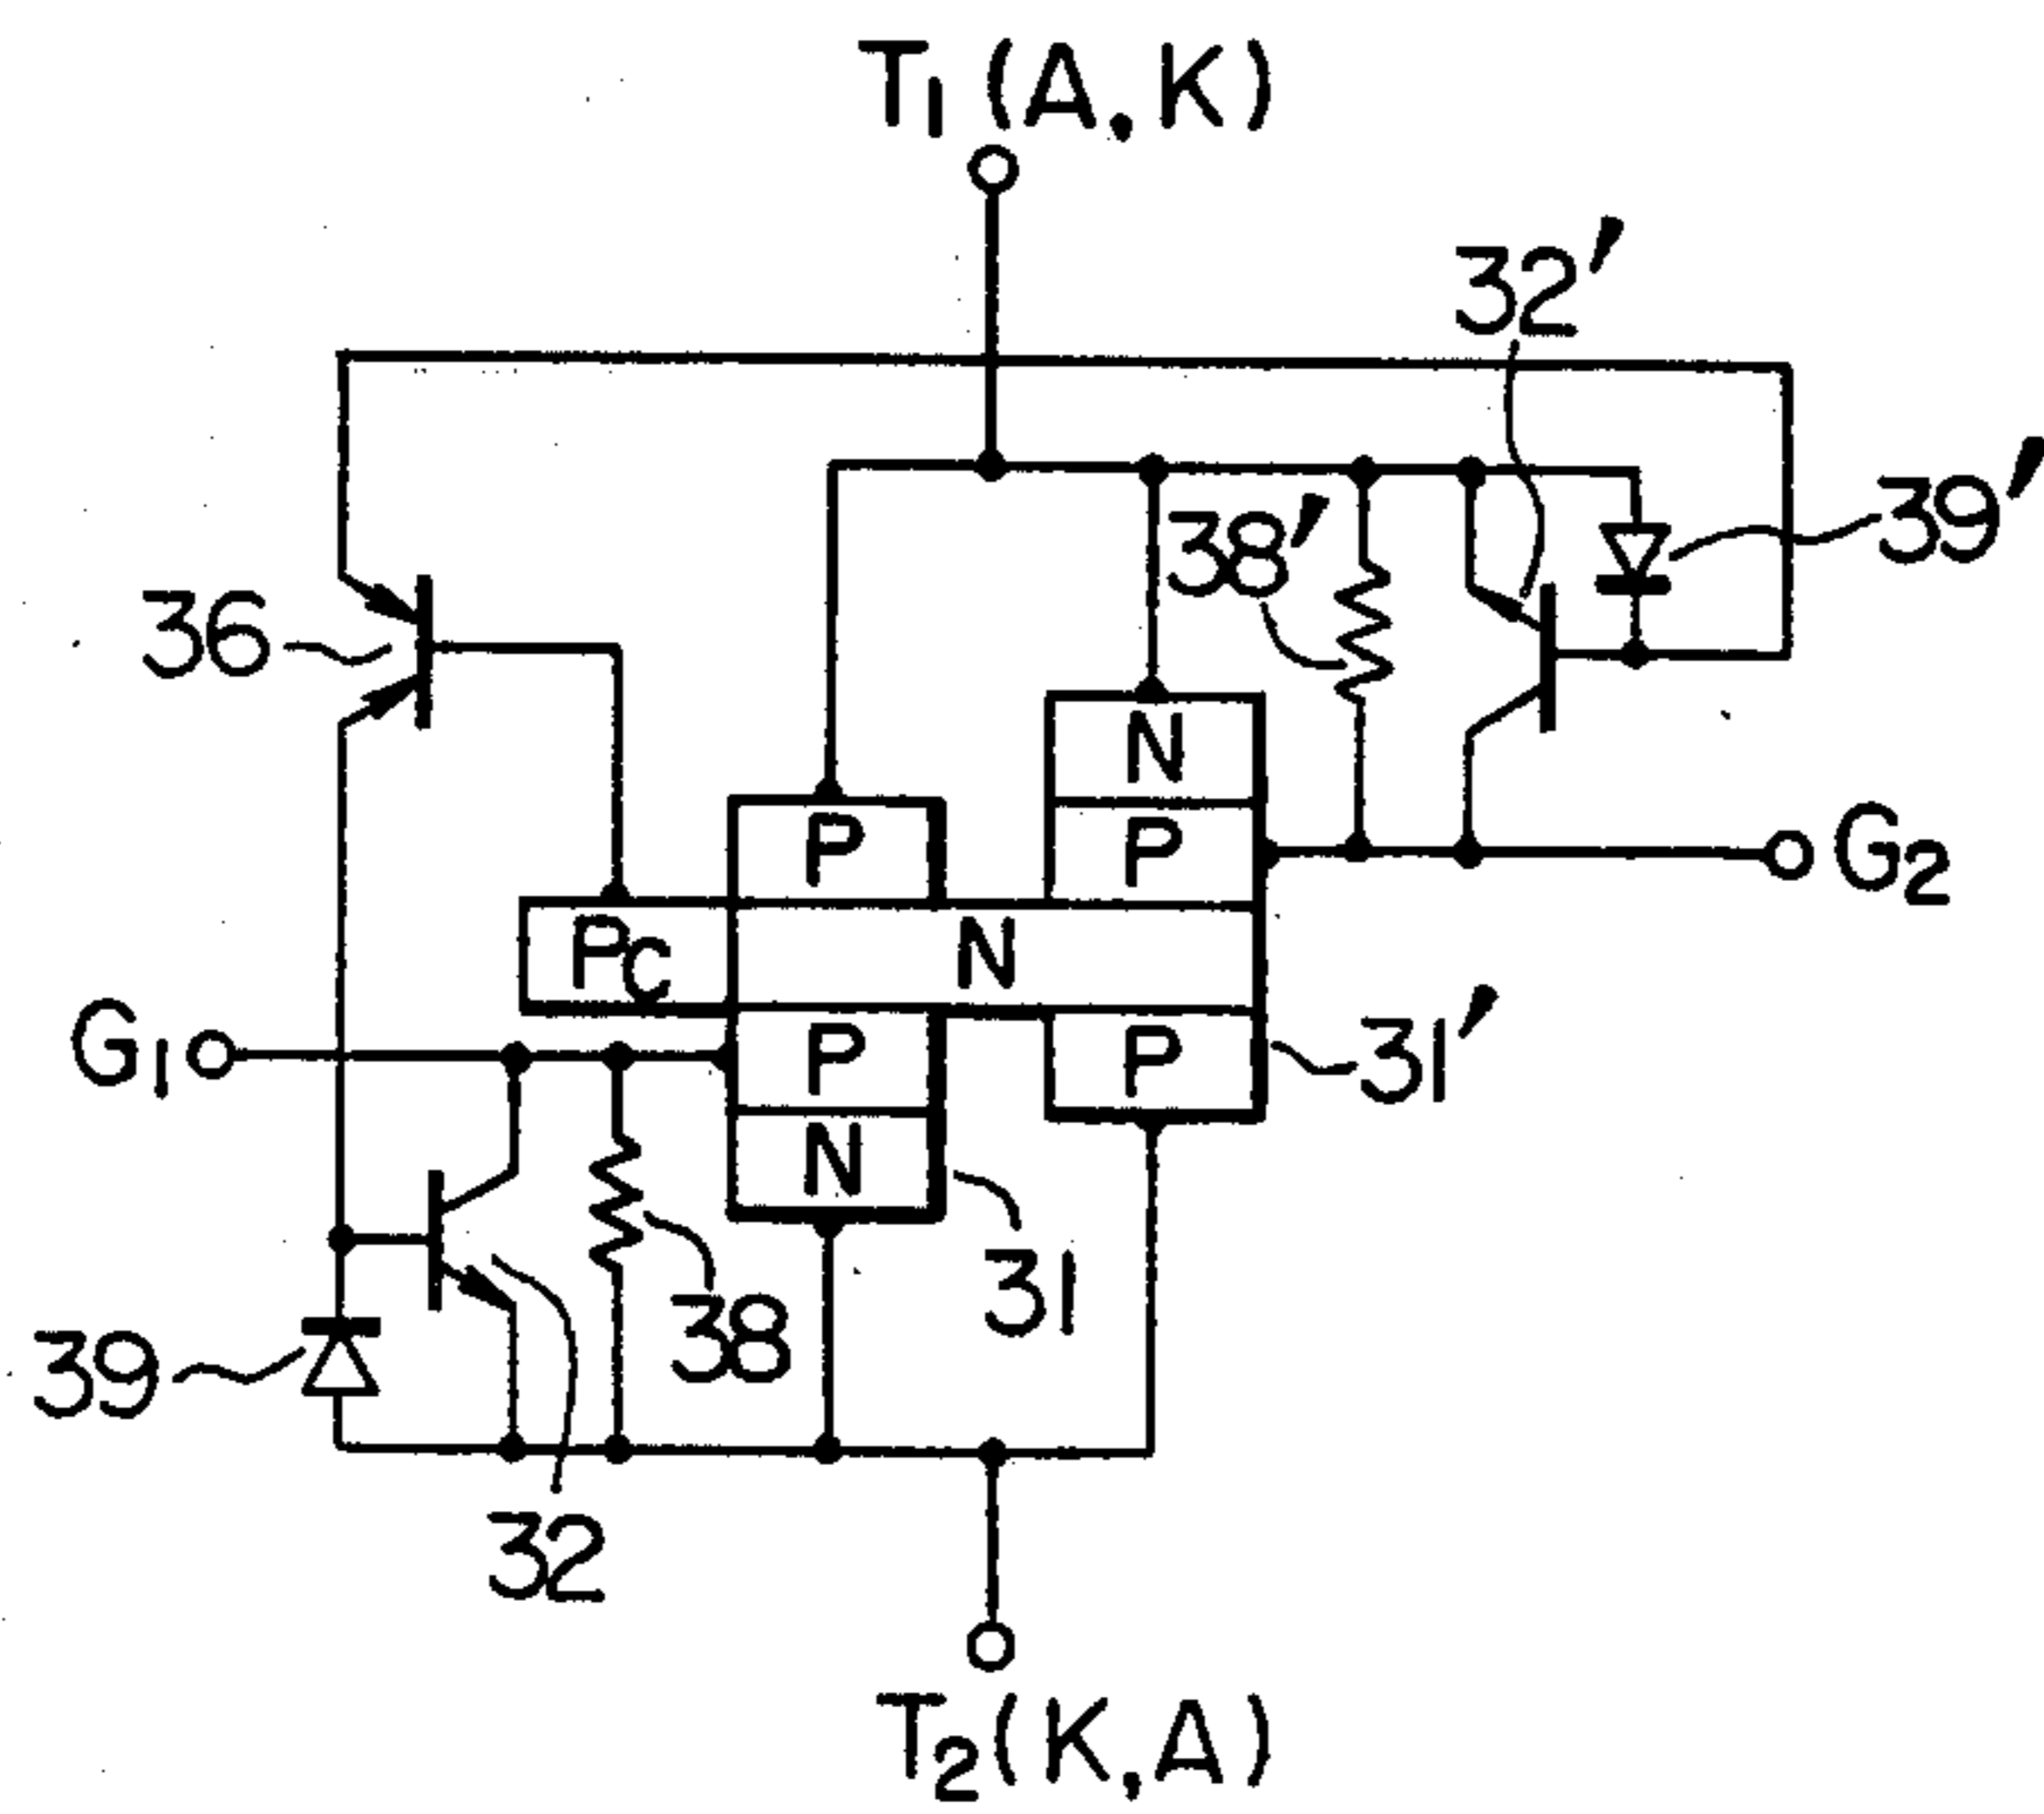 T1 (A, K)
32′
39′
38′
36
N
P
P
G2
PC
N
G1
P
P
31′
N
31
38
39
32
T2 (K, A)